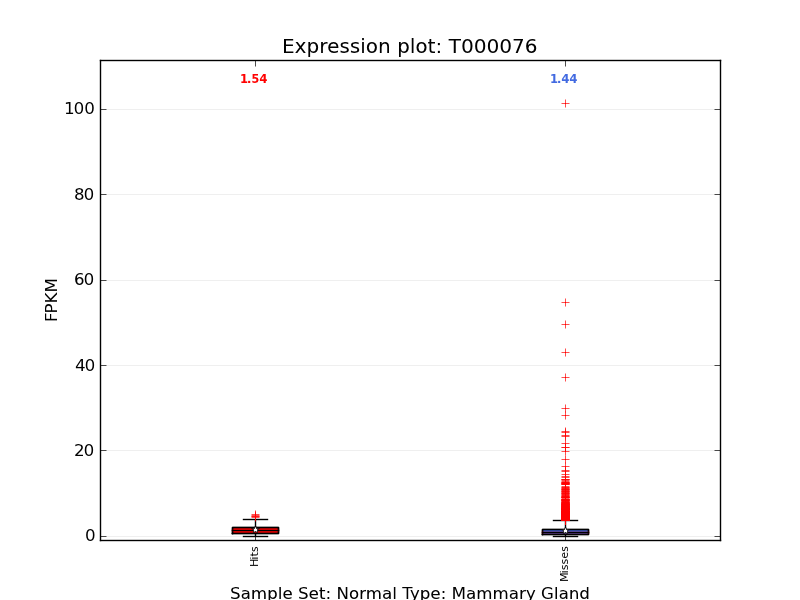 Expression plot: T000076
1.54
1.44
100
80
60
40
20
0
FPKM
Hits
Misses
Sample Set: Normal Type: Mammary Gland